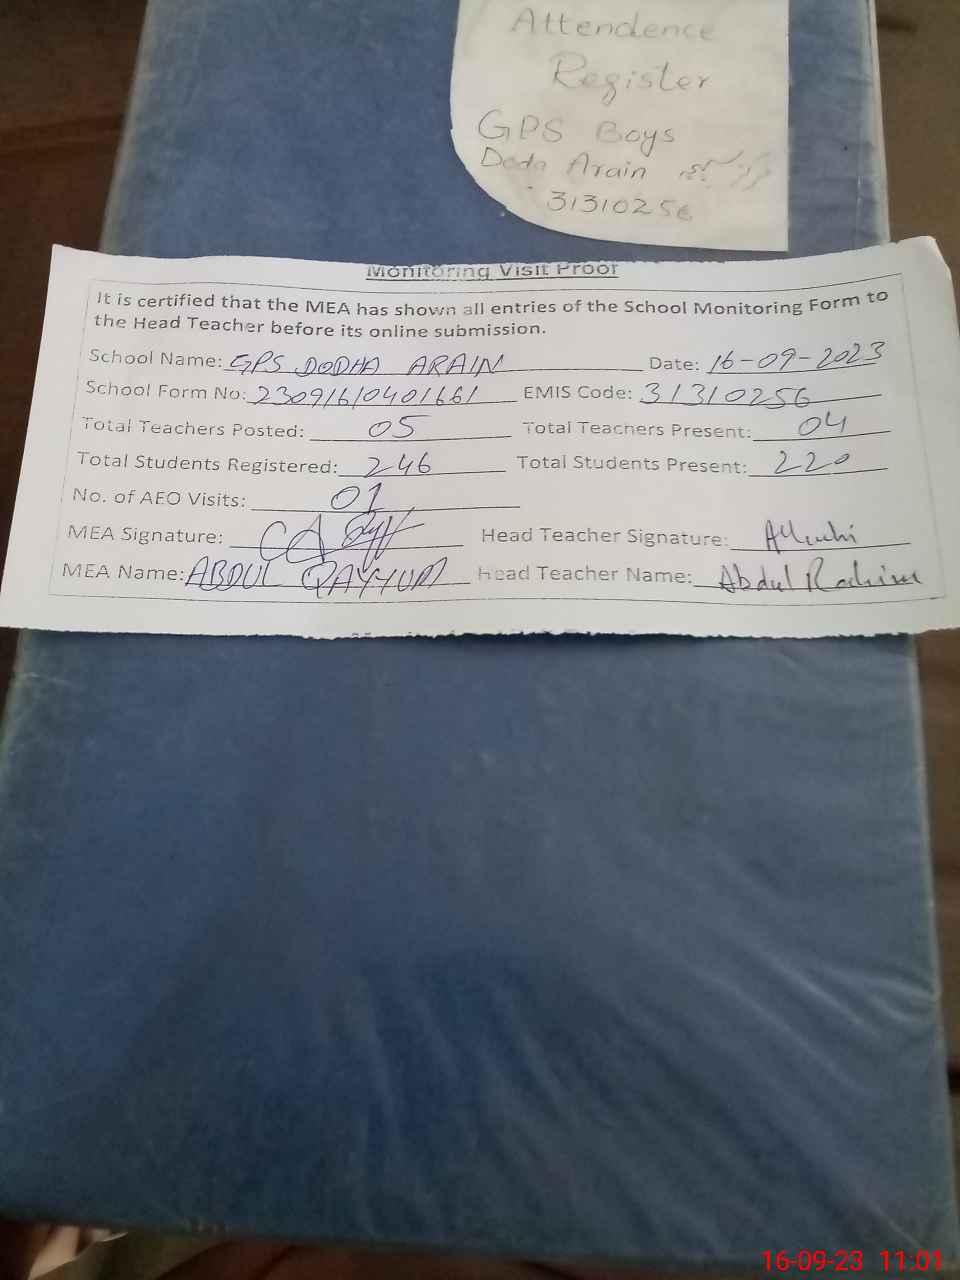 Attendence
Register
GPS Boys
Doda Arain
31310256
Monitoring Visit Proof
It is certified that the MEA has shown all entries of the School Monitoring Form to
the Head Teacher before its online submission.
School Name: GPS DODHA ARAIN Date: 16-09-2023
School Form No: 23091610401661 EMIS Code: 31310256
Total Teachers Posted: 05 Total Teachers Present: 04
Total Students Registered: 246 Total Students Present: 220
No. of AEO Visits: 01
MEA Signature: Head Teacher Signature:
MEA Name: ABDUL QAYYUM Head Teacher Name: Abdul Rahim
16-09-23 11:01